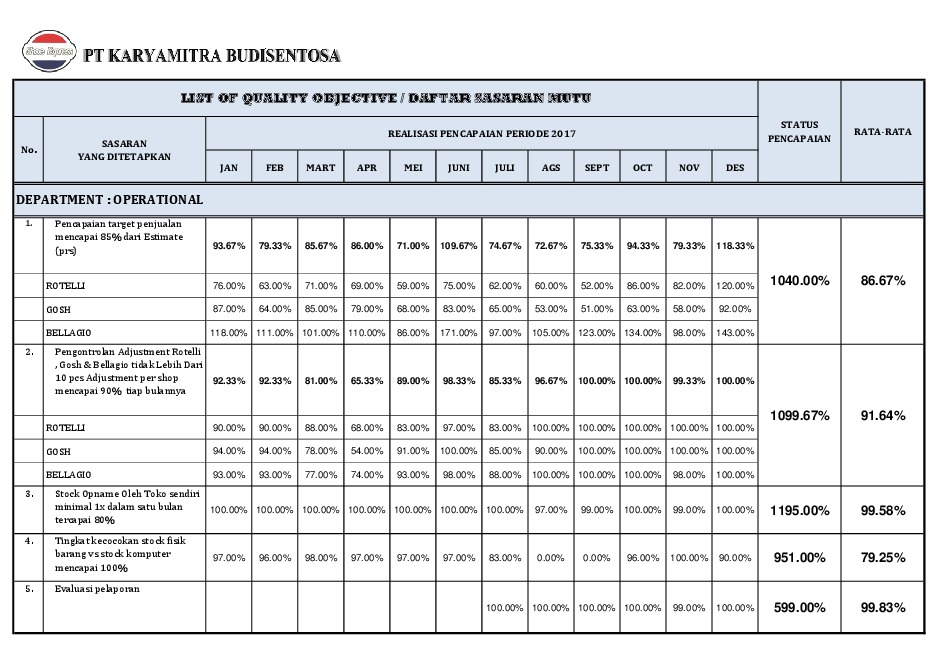 Shoe Express
PT KARYAMITRA BUDISENTOSA
LIST OF QUALITY OBJECTIVE / DAFTAR SASARAN MUTU
STATUS
PENCAPAIAN
RATA-RATA
No.
SASARAN
YANG DITETAPKAN
REALISASI PENCAPAIAN PERIODE 2017
JAN FEB MART APR MEI JUNI JULI AGS SEPT OCT NOV DES
DEPARTMENT : OPERATIONAL
1. Pencapaian target penjualan
mencapai 85% dari Estimate
(prs)
93.67% 79.33% 85.67% 86.00% 71.00% 109.67% 74.67% 72.67% 75.33% 94.33% 79.33% 118.33%
1040.00% 86.67%
ROTELLI 76.00% 63.00% 71.00% 69.00% 59.00% 75.00% 62.00% 60.00% 52.00% 86.00% 82.00% 120.00%
GOSH 87.00% 64.00% 85.00% 79.00% 68.00% 83.00% 65.00% 53.00% 51.00% 63.00% 58.00% 92.00%
BELLAGIO 118.00% 111.00% 101.00% 110.00% 86.00% 171.00% 97.00% 105.00% 123.00% 134.00% 98.00% 143.00%
2. Pengontrolan Adjustment Rotelli
, Gosh & Bellagio tidak Lebih Dari
10 pcs Adjustment per shop
mencapai 90% tiap bulannya
92.33% 92.33% 81.00% 65.33% 89.00% 98.33% 85.33% 96.67% 100.00% 100.00% 99.33% 100.00%
1099.67% 91.64%
ROTELLI 90.00% 90.00% 88.00% 68.00% 83.00% 97.00% 83.00% 100.00% 100.00% 100.00% 100.00% 100.00%
GOSH 94.00% 94.00% 78.00% 54.00% 91.00% 100.00% 85.00% 90.00% 100.00% 100.00% 100.00% 100.00%
BELLAGIO 93.00% 93.00% 77.00% 74.00% 93.00% 98.00% 88.00% 100.00% 100.00% 100.00% 98.00% 100.00%
3. Stock Opname Oleh Toko sendiri
minimal 1x dalam satu bulan
tercapai 80%
100.00% 100.00% 100.00% 100.00% 100.00% 100.00% 100.00% 97.00% 99.00% 100.00% 99.00% 100.00%
1195.00% 99.58%
4. Tingkat kecocokan stock fisik
barang vs stock komputer
mencapai 100%
97.00% 96.00% 98.00% 97.00% 97.00% 97.00% 83.00% 0.00% 0.00% 96.00% 100.00% 90.00%
951.00% 79.25%
5. Evaluasi pelaporan
100.00% 100.00% 100.00% 100.00% 99.00% 100.00%
599.00% 99.83%